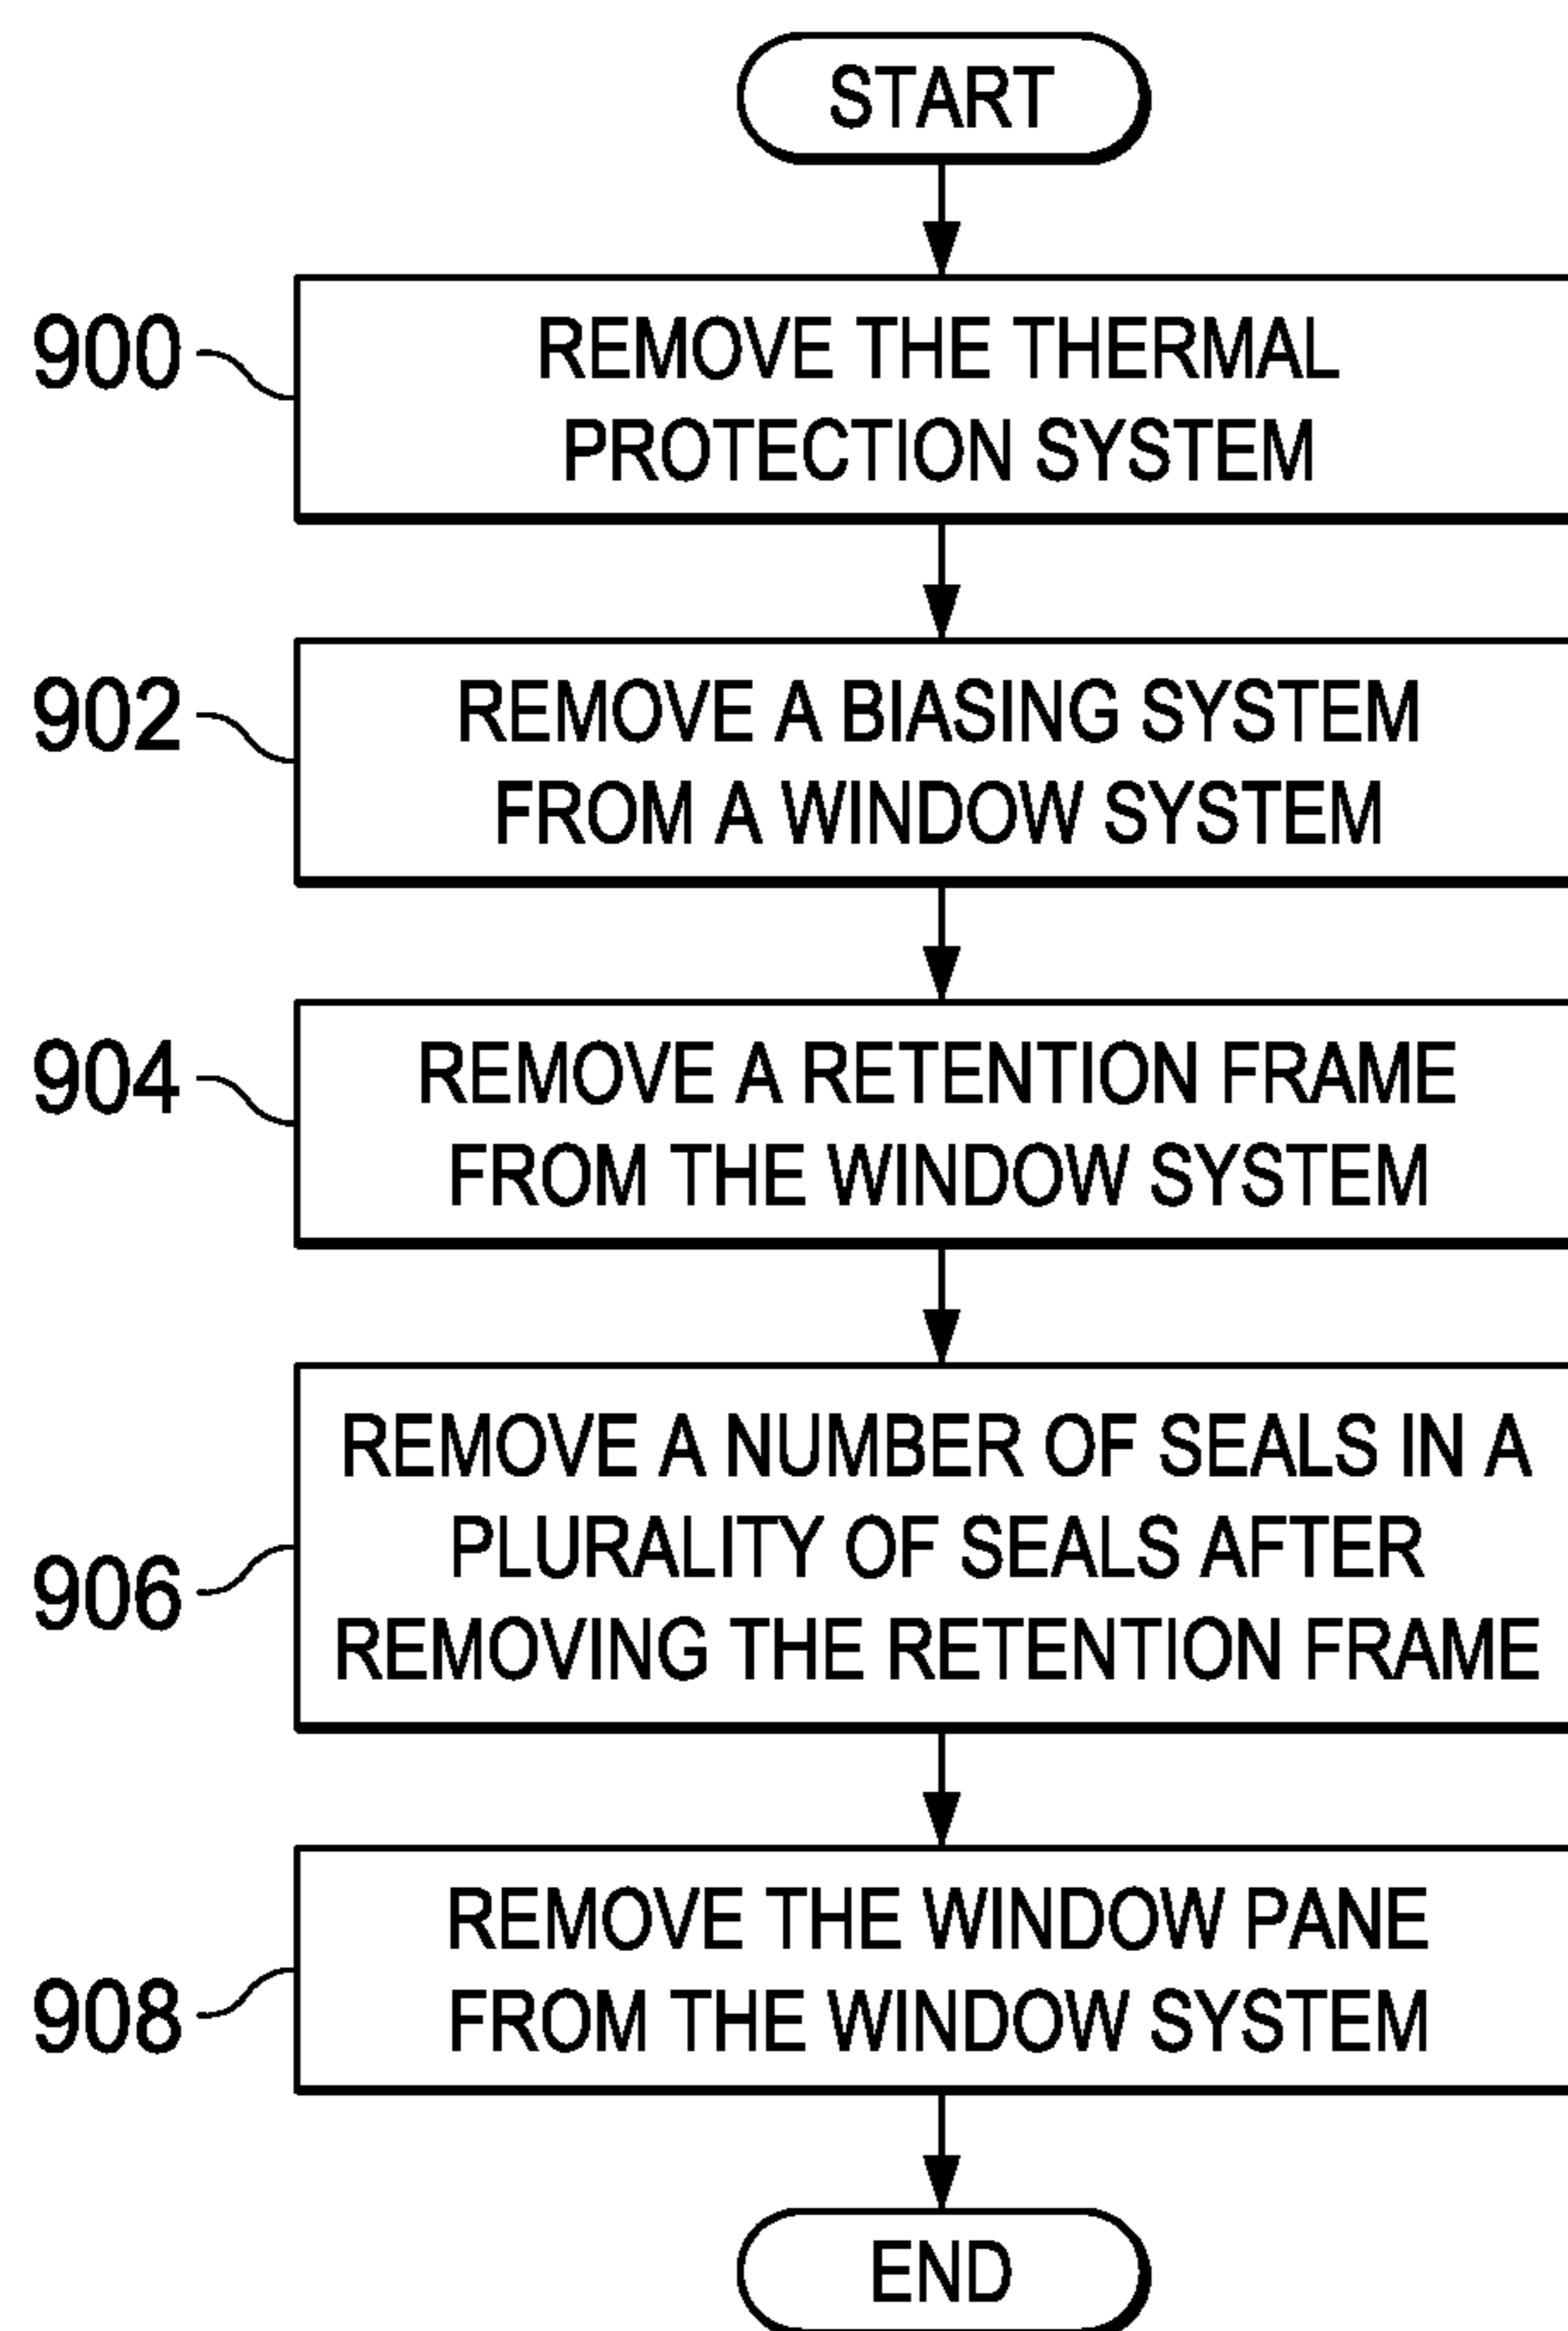 START
900
REMOVE THE THERMAL
PROTECTION SYSTEM
902
REMOVE A BIASING SYSTEM
FROM A WINDOW SYSTEM
904
REMOVE A RETENTION FRAME
FROM THE WINDOW SYSTEM
906
REMOVE A NUMBER OF SEALS IN A
PLURALITY OF SEALS AFTER
REMOVING THE RETENTION FRAME
908
REMOVE THE WINDOW PANE
FROM THE WINDOW SYSTEM
END